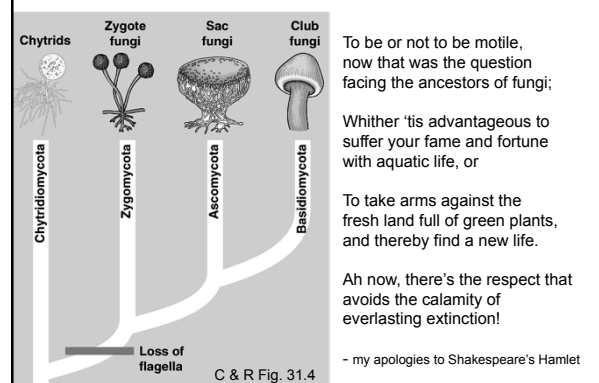 Chytrids
Zygote
fungi
Sac
fungi
Club
fungi
Chytridiomycota
Zygomycota
Ascomycota
Basidiomycota
Loss of
flagella
C & R Fig. 31.4
To be or not to be motile,
now that was the question
facing the ancestors of fungi;
Whither ‘tis advantageous to
suffer your fame and fortune
with aquatic life, or
To take arms against the
fresh land full of green plants,
and thereby find a new life.
Ah now, there’s the respect that
avoids the calamity of
everlasting extinction!
- my apologies to Shakespeare’s Hamlet